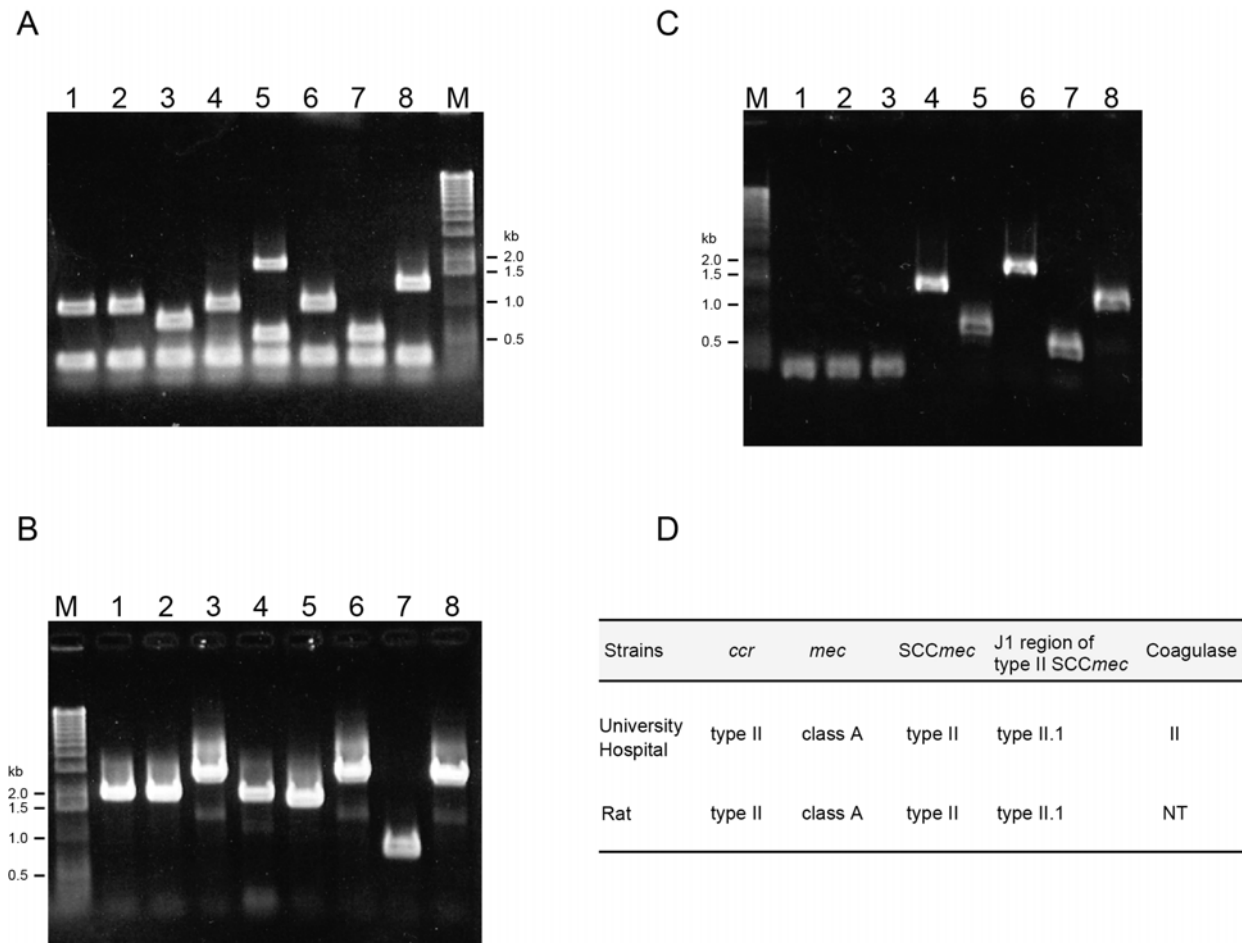 A
1 2 3 4 5 6 7 8 M
kb
2.0
1.5
1.0
0.5
B
M 1 2 3 4 5 6 7 8
kb
2.0
1.5
1.0
0.5
C
M 1 2 3 4 5 6 7 8
kb
2.0
1.5
1.0
0.5
D
Strains ccr mec SCCmec J1 region of type II SCCmec Coagulase
University Hospital type II class A type II type II.1 II
Rat type II class A type II type II.1 NT